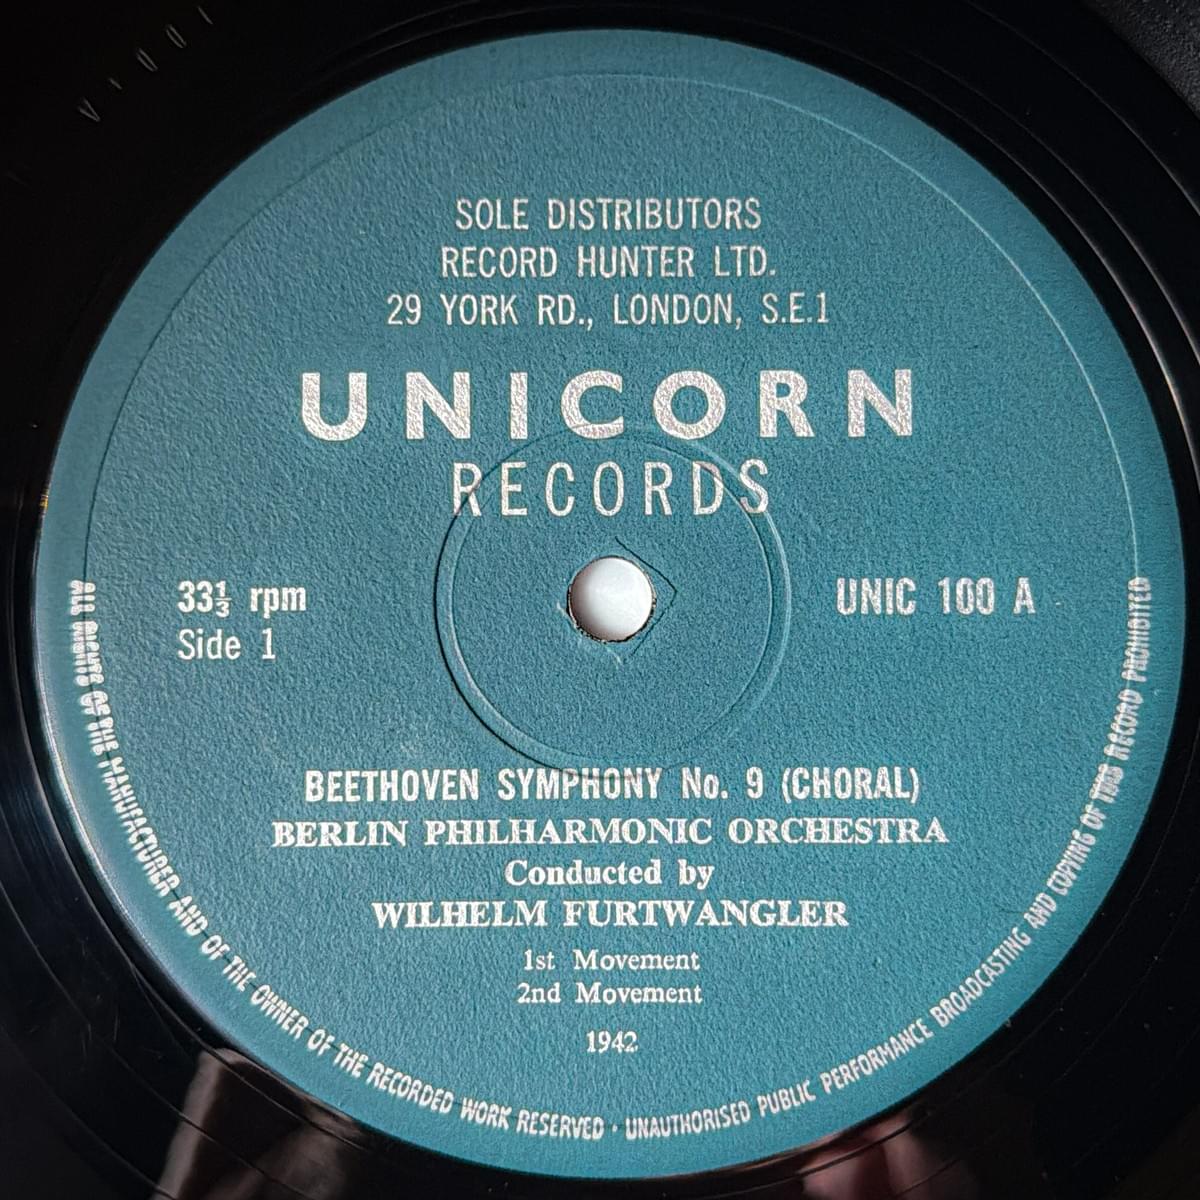 SOLE DISTRIBUTORS
RECORD HUNTER LTD.
29 YORK RD., LONDON, S.E.1
UNICORN
RECORDS
33⅓ rpm
Side 1
UNIC 100 A
BEETHOVEN SYMPHONY No. 9 (CHORAL)
BERLIN PHILHARMONIC ORCHESTRA
Conducted by
WILHELM FURTWANGLER
1st Movement
2nd Movement
1942
ALL RIGHTS OF THE MANUFACTURER AND OF THE OWNER OF THE RECORDED WORK RESERVED · UNAUTHORISED PUBLIC PERFORMANCE BROADCASTING AND COPYING OF THIS RECORD PROHIBITED